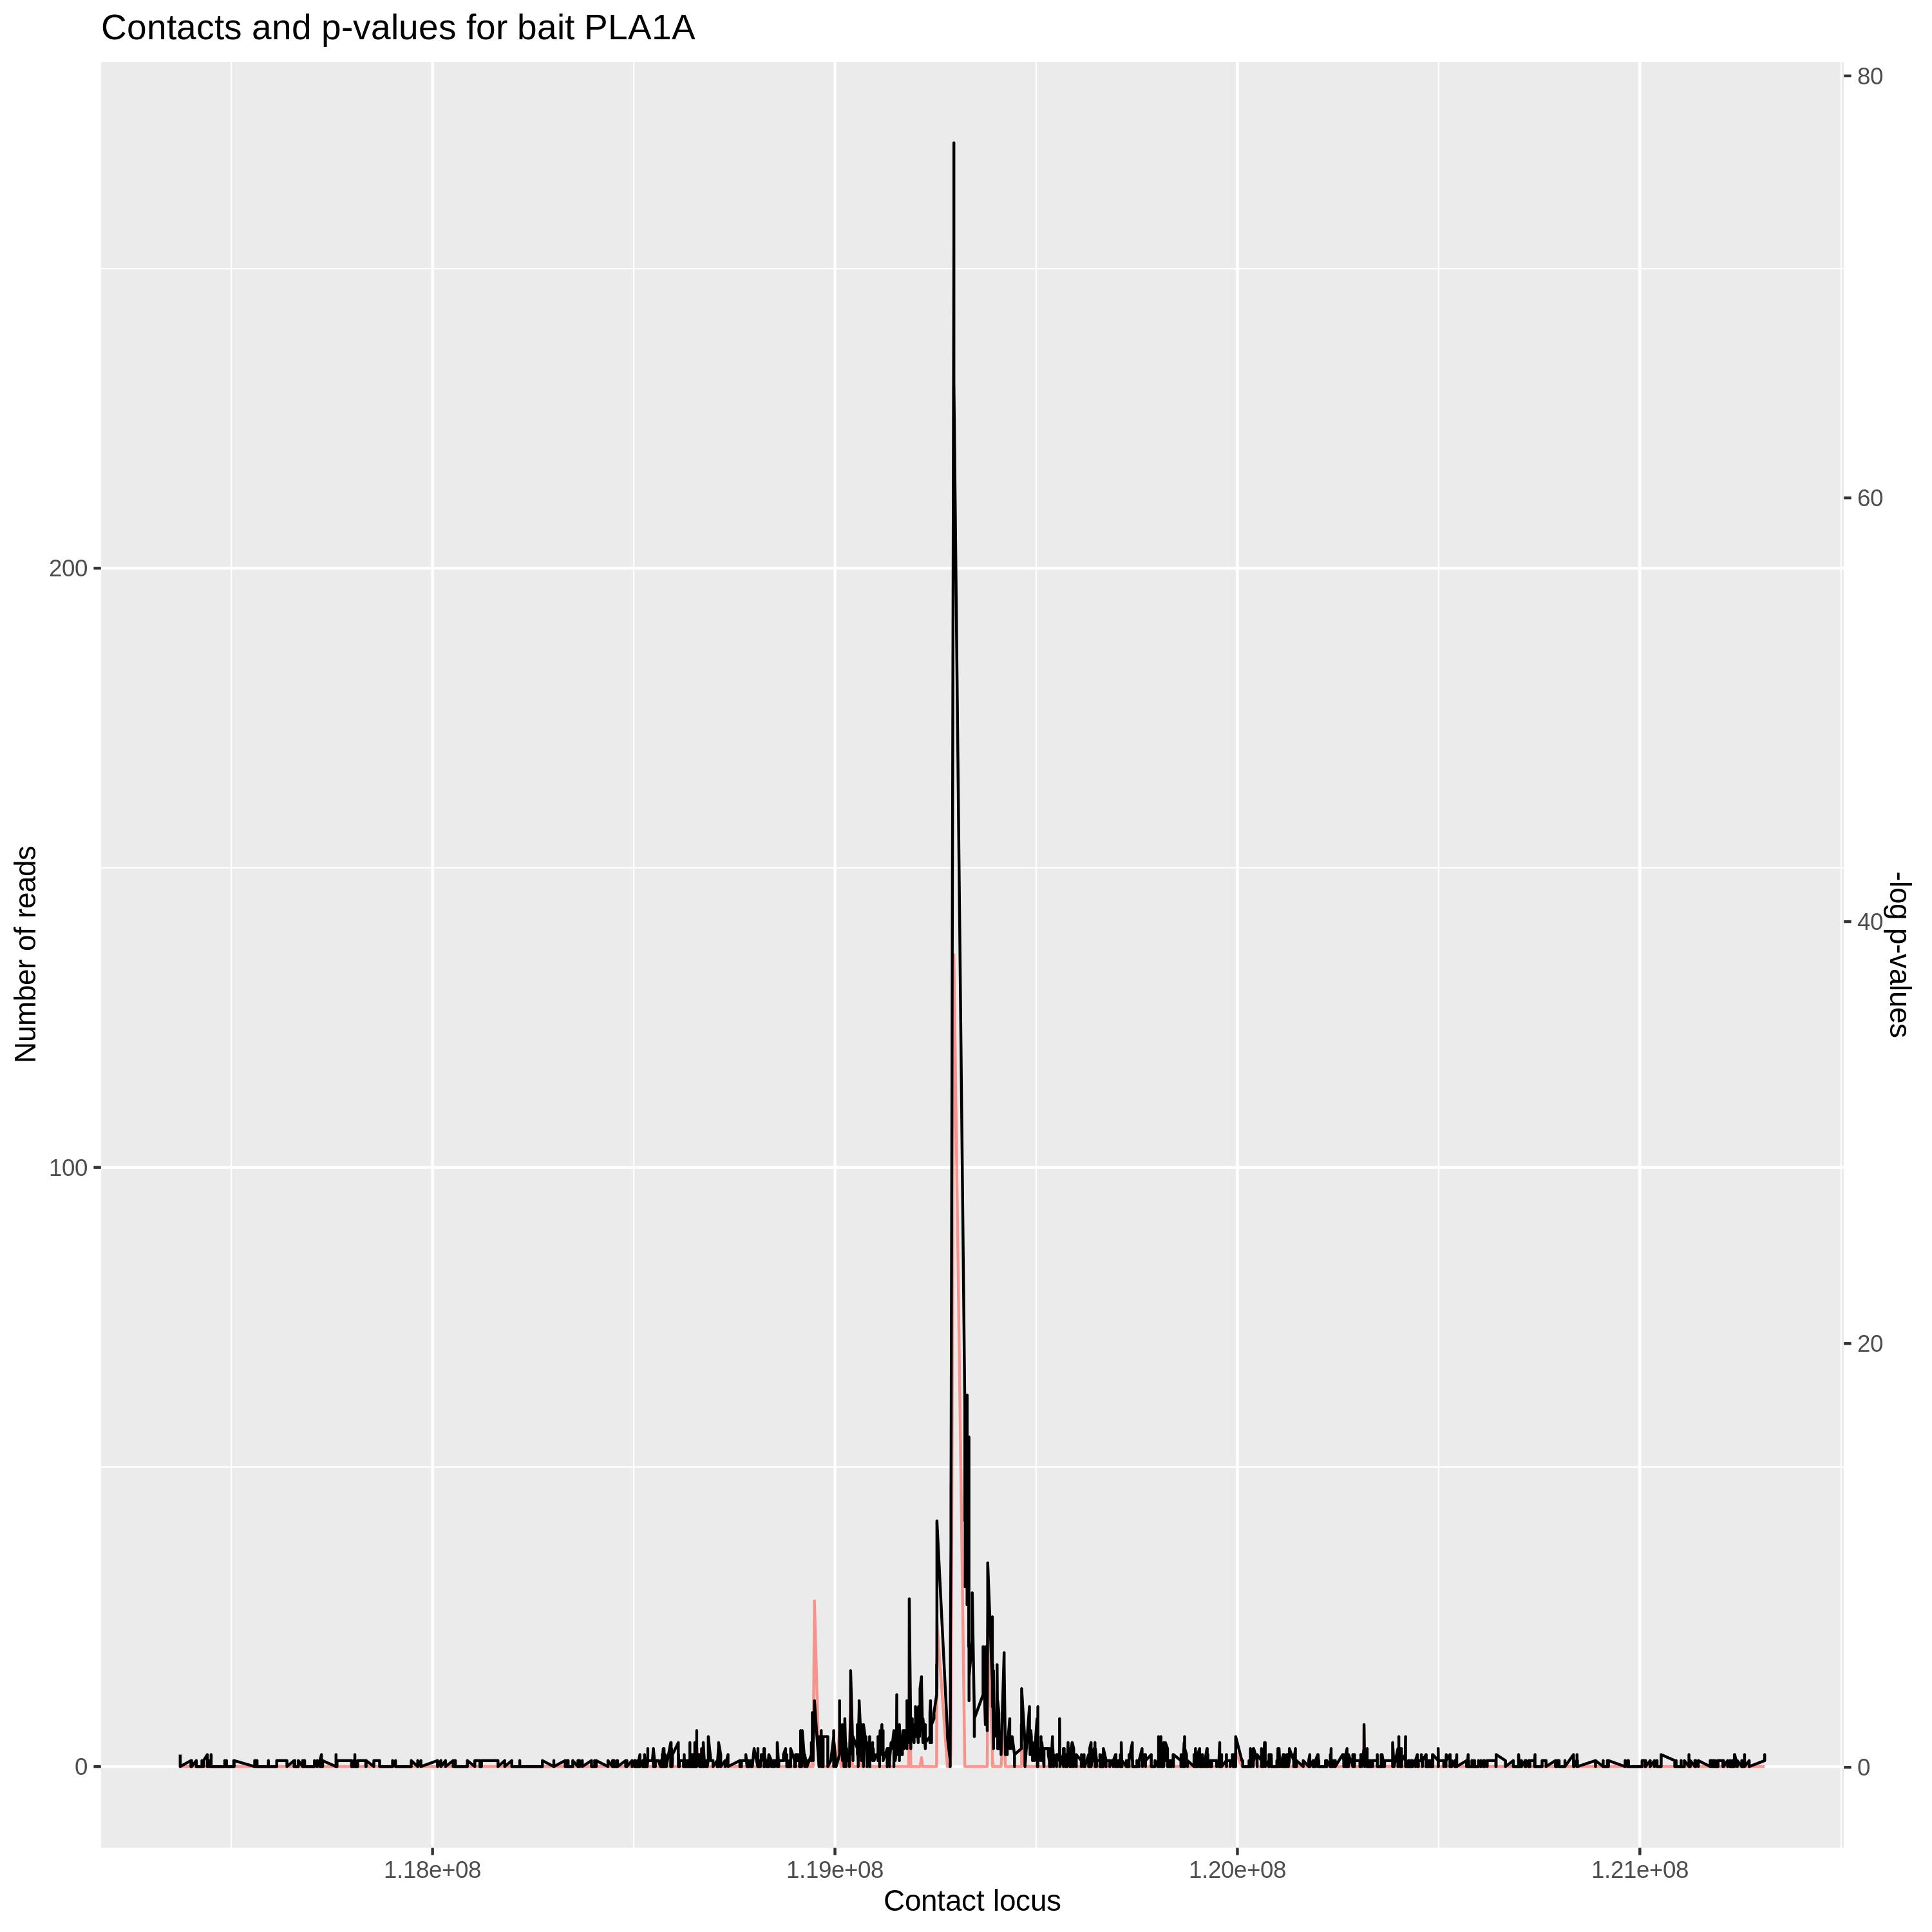 Contacts and p-values for bait PLA1A
Number of reads
200
100
0
80
60
40
20
0
-log p-values
1.18e+08
1.19e+08
1.20e+08
1.21e+08
Contact locus